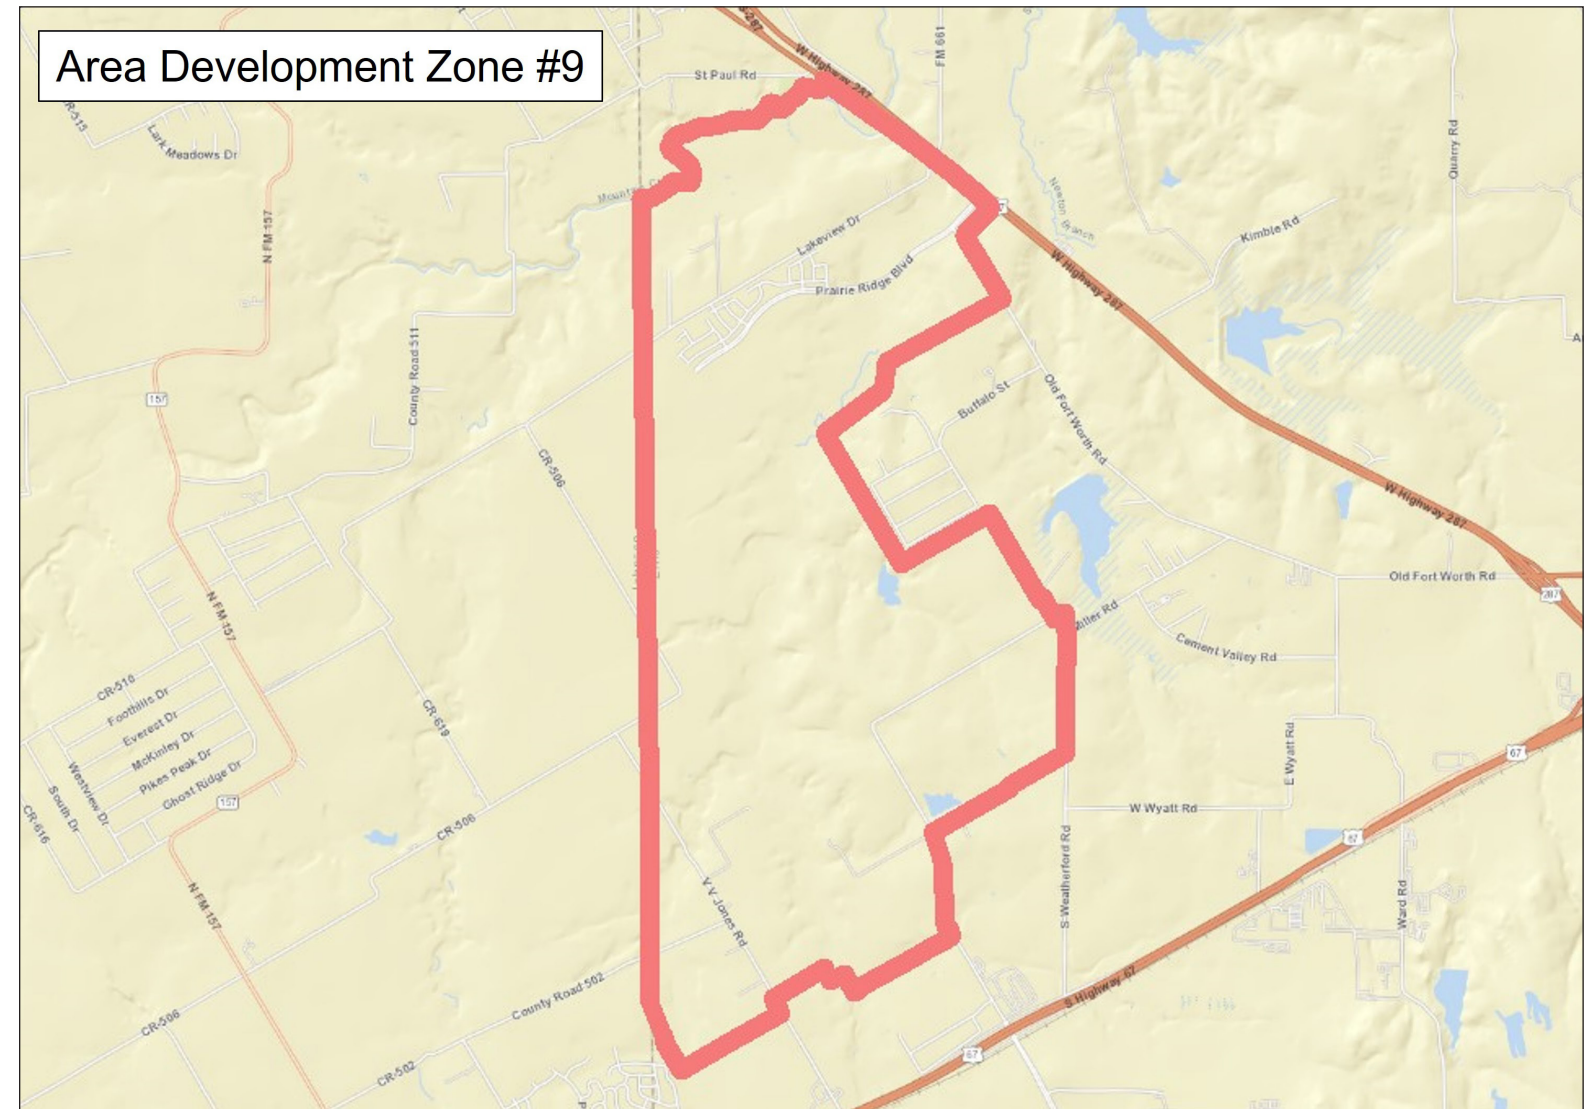 Area Development Zone #9
W Highway 287
FM 661
St Paul Rd
Lark Meadows Dr
Quarry Rd
N FM 157
Newton Branch
Kimble Rd
Lakeview Dr
W Highway 287
Prairie Ridge Blvd
County Road 511
157
Buffalo St
Old Fort Worth Rd
CR-506
W Highway 287
Old Fort Worth Rd
287
N FM 157
Cement Valley Rd
CR-510
Foothills Dr
Everest Dr
McKinley Dr
Pikes Peak Dr
Ghost Ridge Dr
Westview Dr
South Dr
CR-616
CR-619
157
CR-506
E Wyatt Rd
67
W Wyatt Rd
67
S Weatherford Rd
Ward Rd
V V Jones Rd
N FM 157
County Road 502
S Highway 67
CR-506
67
CR-502